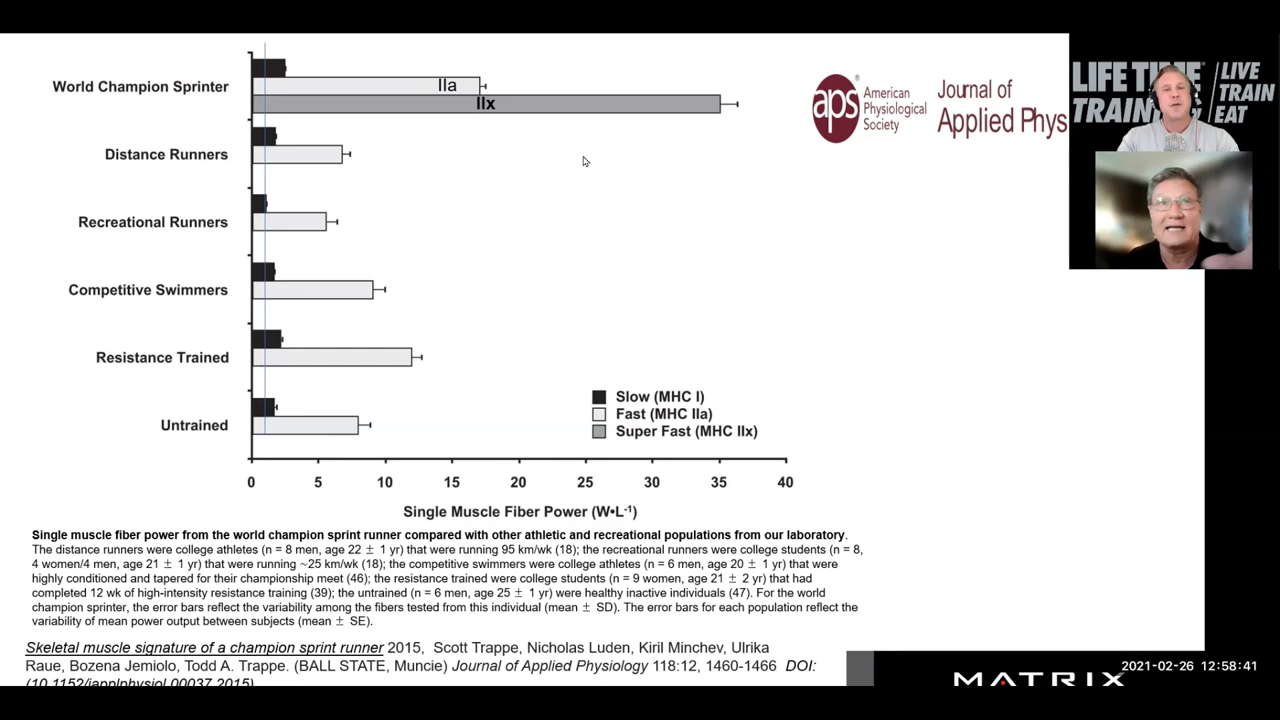 World Champion Sprinter
IIa
IIx
Distance Runners
Recreational Runners
Competitive Swimmers
Resistance Trained
Untrained
Slow (MHC I)
Fast (MHC IIa)
Super Fast (MHC IIx)
0 5 10 15 20 25 30 35 40
Single Muscle Fiber Power (W•L-1)
aps
American
Physiological
Society
®
Journal of
Applied Phys
LIFE TIME
TRAINING
LIVE
TRAIN
EAT
Single muscle fiber power from the world champion sprint runner compared with other athletic and recreational populations from our laboratory.
The distance runners were college athletes (n = 8 men, age 22 ± 1 yr) that were running 95 km/wk (18); the recreational runners were college students (n = 8,
4 women/4 men, age 21 ± 1 yr) that were running ~25 km/wk (18); the competitive swimmers were college athletes (n = 6 men, age 20 ± 1 yr) that were
highly conditioned and tapered for their championship meet (46); the resistance trained were college students (n = 9 women, age 21 ± 2 yr) that had
completed 12 wk of high-intensity resistance training (39); the untrained (n = 6 men, age 25 ± 1 yr) were healthy inactive individuals (47). For the world
champion sprinter, the error bars reflect the variability among the fibers tested from this individual (mean ± SD). The error bars for each population reflect the
variability of mean power output between subjects (mean ± SE).
Skeletal muscle signature of a champion sprint runner 2015, Scott Trappe, Nicholas Luden, Kiril Minchev, Ulrika
Raue, Bozena Jemiolo, Todd A. Trappe. (BALL STATE, Muncie) Journal of Applied Physiology 118:12, 1460-1466 DOI:
(10.1152/japplphysiol.00037.2015)
MATRIX
2021-02-26 12:58:41